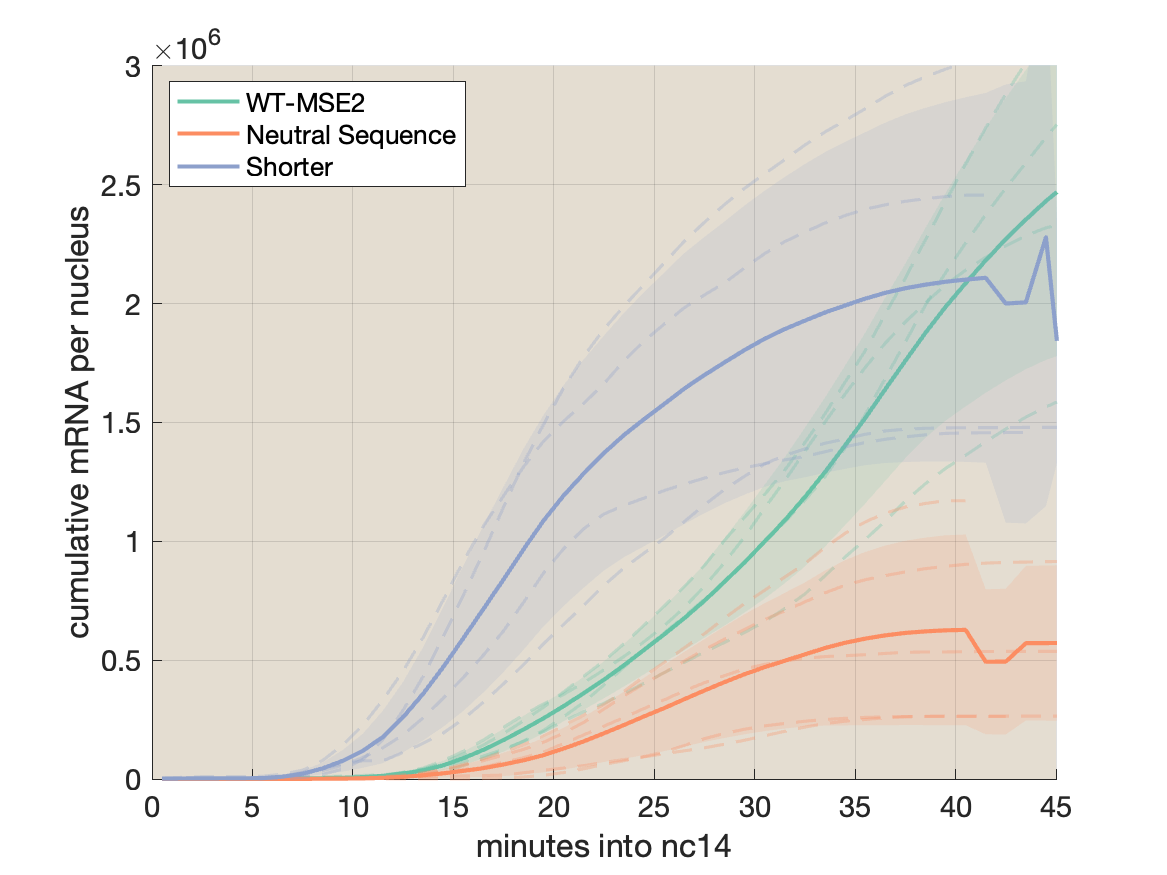 ×10^6
WT-MSE2
Neutral Sequence
Shorter
cumulative mRNA per nucleus
3
2.5
2
1.5
1
0.5
0
0 5 10 15 20 25 30 35 40 45
minutes into nc14